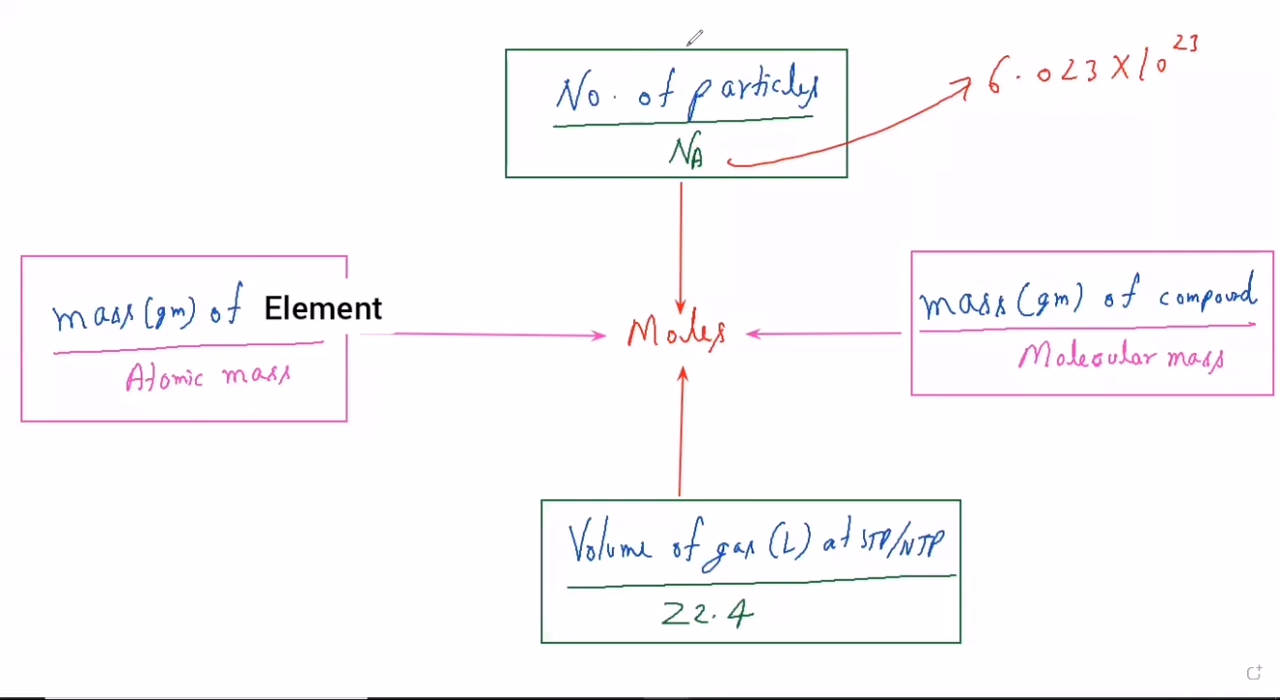 No. of particles
NA
6.023 X 10^23
mass (gm) of Element
Atomic mass
Moles
mass (gm) of compound
Molecular mass
Volume of gas (L) at STP/NTP
22.4